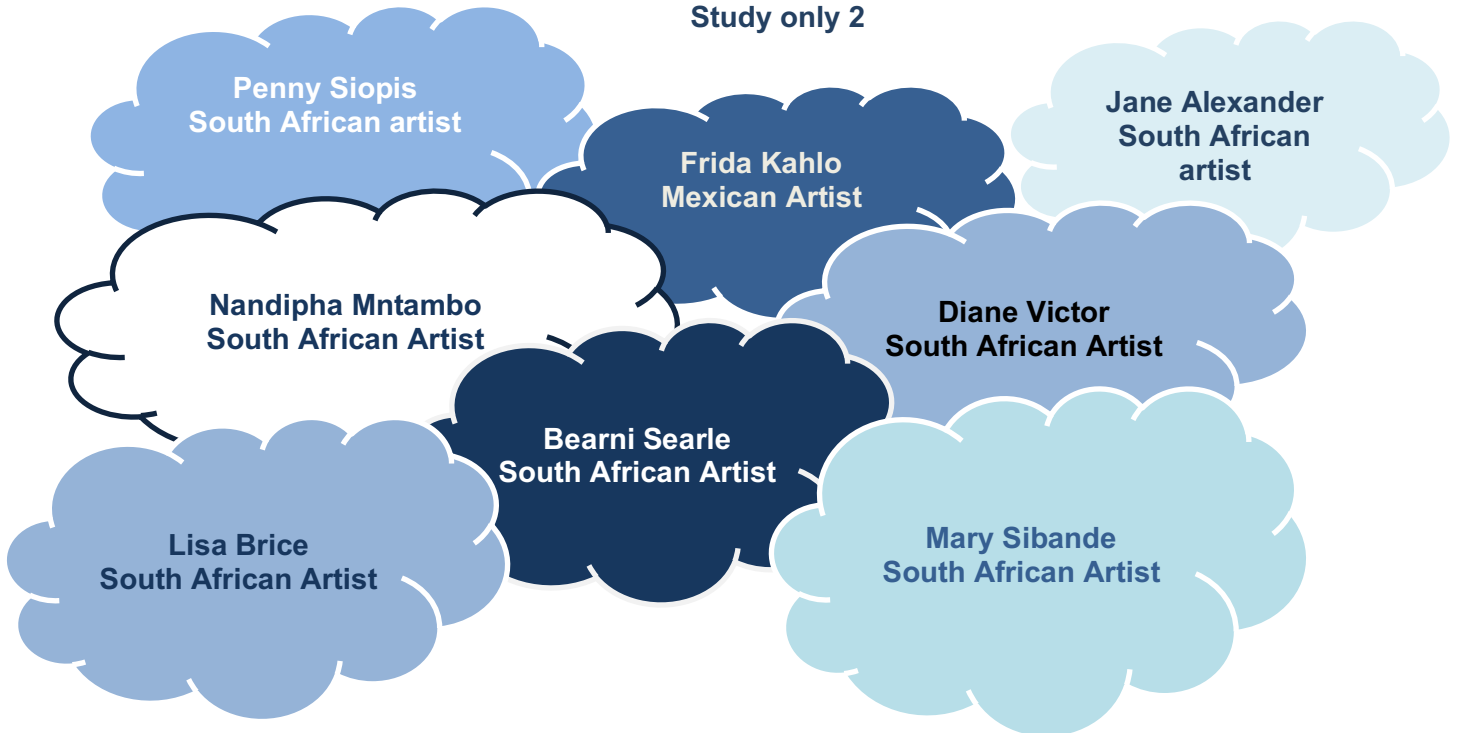 Study only 2
Penny Siopis
South African artist
Frida Kahlo
Mexican Artist
Jane Alexander
South African
artist
Nandipha Mntambo
South African Artist
Diane Victor
South African Artist
Bearni Searle
South African Artist
Lisa Brice
South African Artist
Mary Sibande
South African Artist